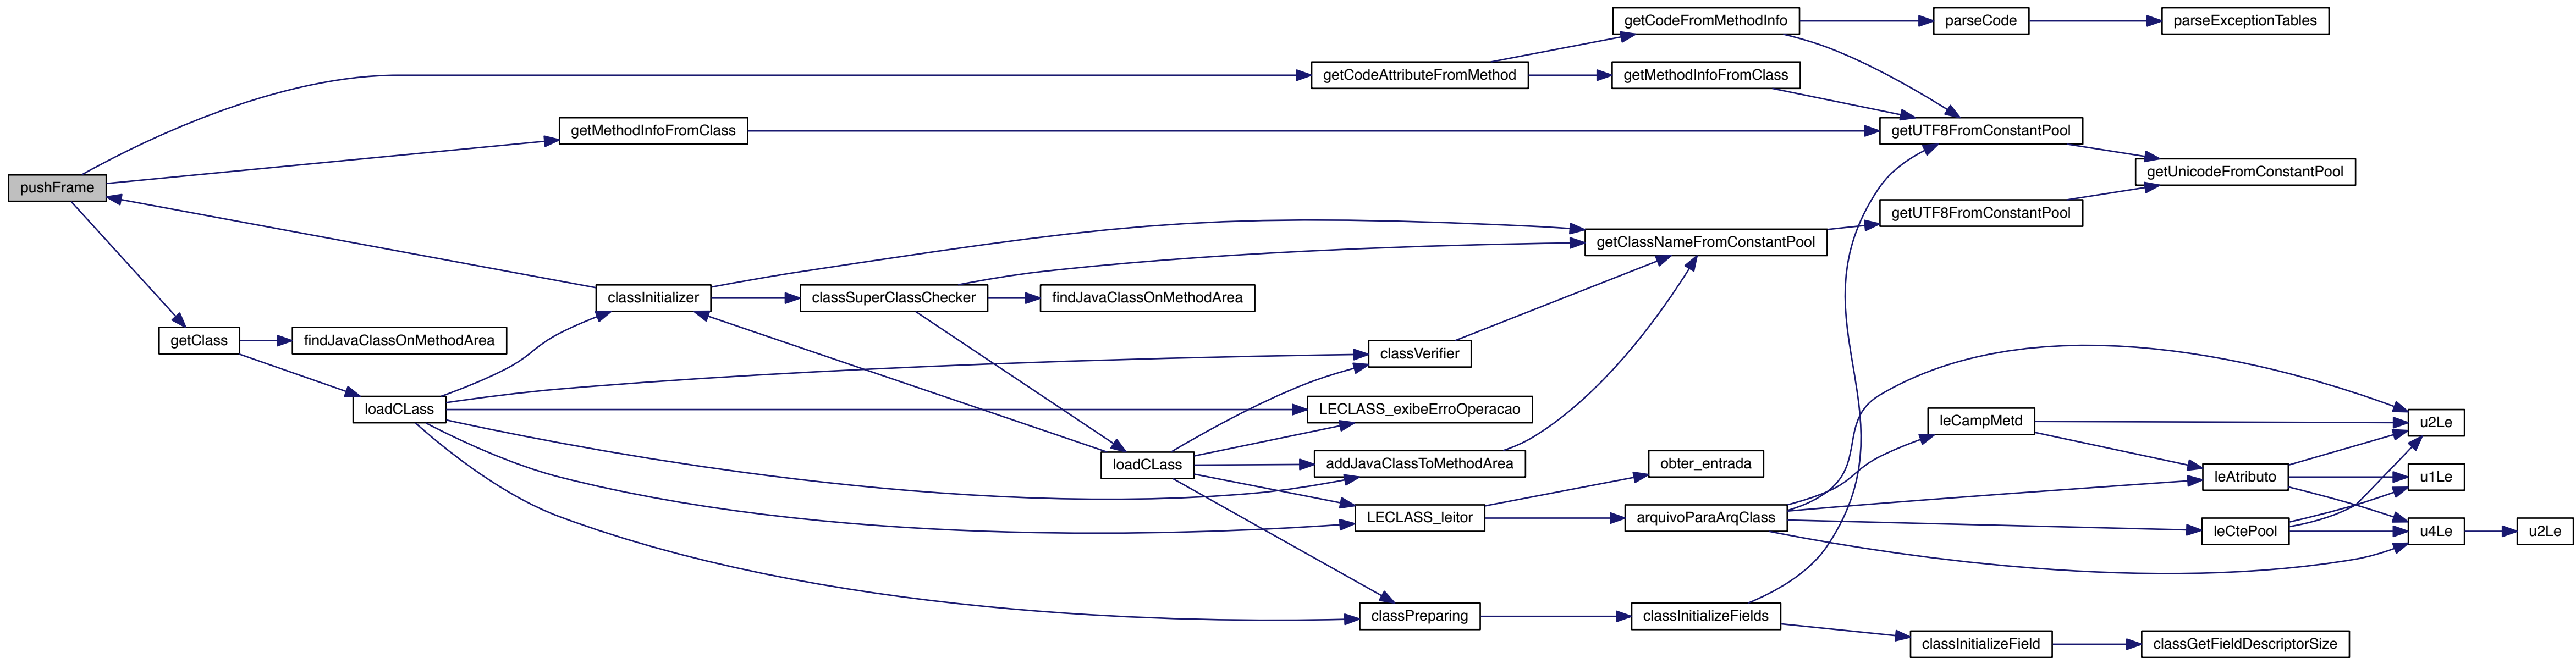 getCodeFromMethodInfo
parseCode
parseExceptionTables
getCodeAttributeFromMethod
getMethodInfoFromClass
getMethodInfoFromClass
getUTF8FromConstantPool
getUnicodeFromConstantPool
pushFrame
getUTF8FromConstantPool
getClassNameFromConstantPool
classInitializer
classSuperClassChecker
findJavaClassOnMethodArea
getClass
findJavaClassOnMethodArea
classVerifier
loadCLass
LECLASS_exibeErroOperacao
leCampMetd
u2Le
loadCLass
addJavaClassToMethodArea
obter_entrada
leAtributo
u1Le
LECLASS_leitor
arquivoParaArqClass
leCtePool
u4Le
u2Le
classPreparing
classInitializeFields
classInitializeField
classGetFieldDescriptorSize